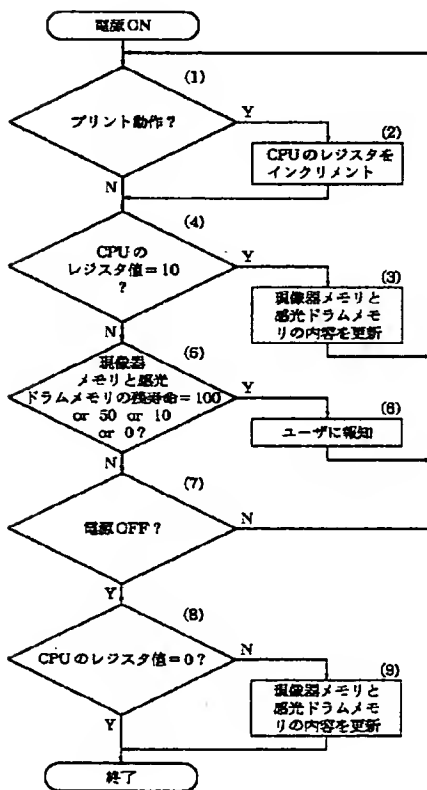 電源ON
(1)
プリント動作?
Y
(2)
CPUのレジスタを
インクリメント
N
(4)
CPUの
レジスタ値=10
?
Y
(3)
現像器メモリと
感光ドラムメモ
リの内容を更新
N
(5)
現像器
メモリと感光
ドラムメモリの残寿命=100
or 50 or 10
or 0?
Y
(6)
ユーザに報知
N
(7)
電源OFF?
N
Y
(8)
CPUのレジスタ値=0?
N
(9)
現像器メモリと
感光ドラムメモ
リの内容を更新
Y
終了